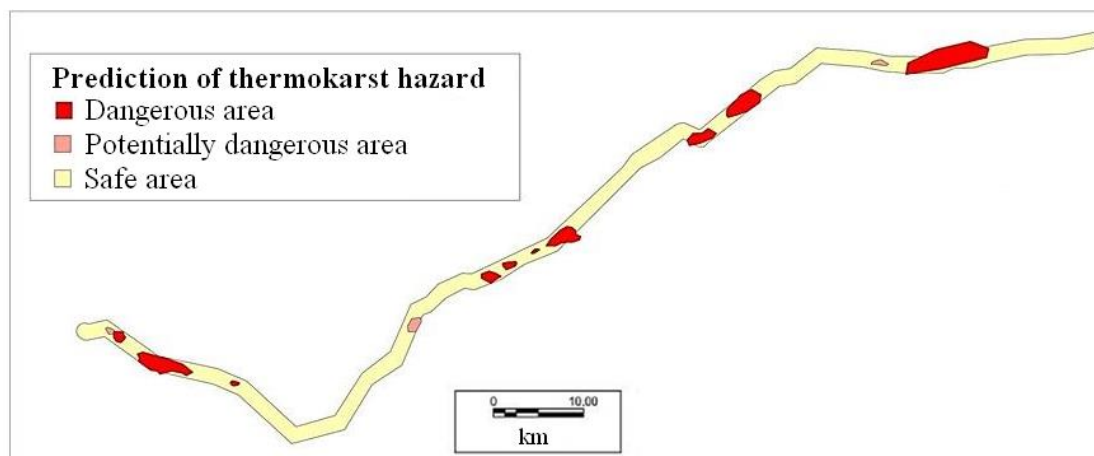 Prediction of thermokarst hazard
Dangerous area
Potentially dangerous area
Safe area
0 10,00
km